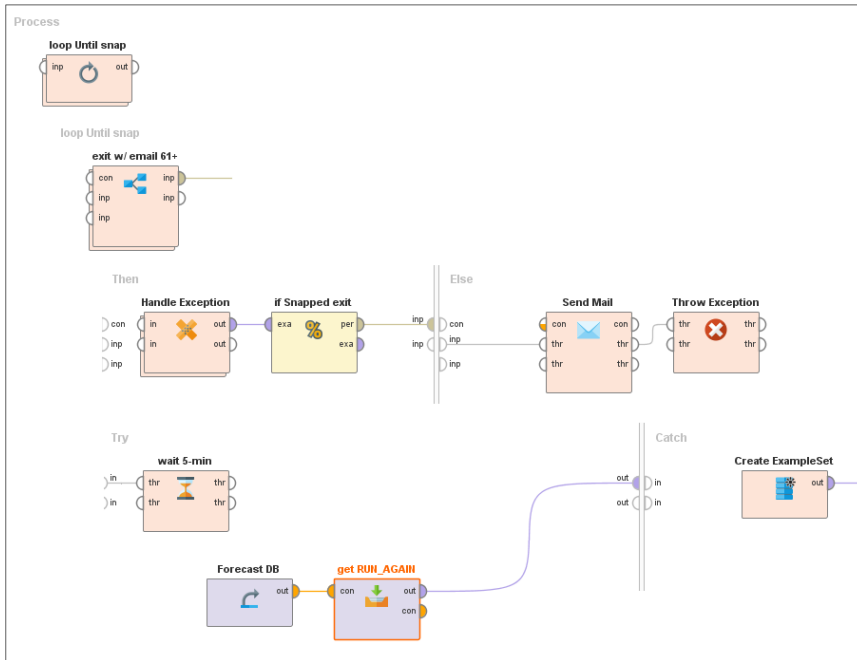 Process
loop Until snap
inp out
loop Until snap
exit w/ email 61+
con inp
inp inp
inp
Then Else
Handle Exception if Snapped exit Send Mail Throw Exception
con in out exa per inp con con con thr thr
inp in out exa inp inp thr thr thr thr
inp inp thr thr
Try Catch
wait 5-min Create ExampleSet
in thr thr out in out
in thr thr out in
Forecast DB get RUN_AGAIN
out con out
con